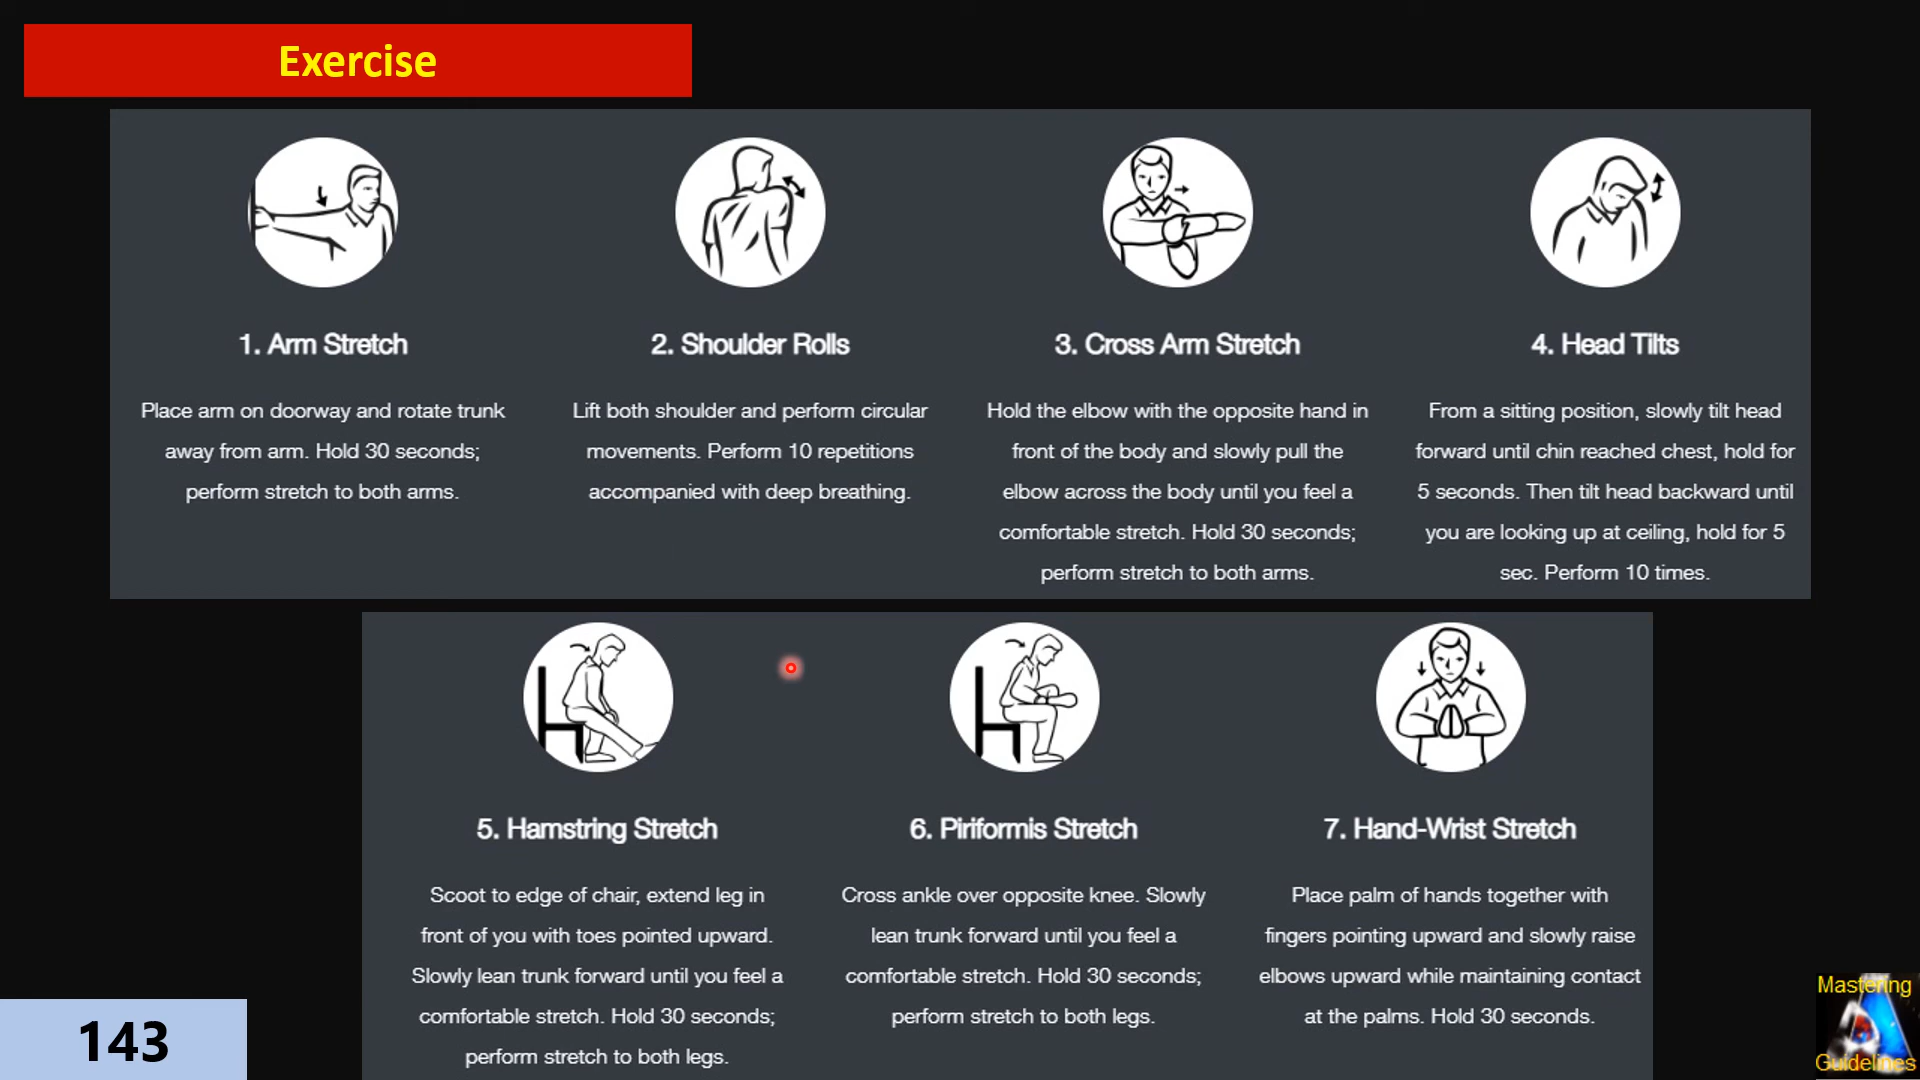 Exercise
1. Arm Stretch
Place arm on doorway and rotate trunk
away from arm. Hold 30 seconds;
perform stretch to both arms.
2. Shoulder Rolls
Lift both shoulder and perform circular
movements. Perform 10 repetitions
accompanied with deep breathing.
3. Cross Arm Stretch
Hold the elbow with the opposite hand in
front of the body and slowly pull the
elbow across the body until you feel a
comfortable stretch. Hold 30 seconds;
perform stretch to both arms.
4. Head Tilts
From a sitting position, slowly tilt head
forward until chin reached chest, hold for
5 seconds. Then tilt head backward until
you are looking up at ceiling, hold for 5
sec. Perform 10 times.
5. Hamstring Stretch
Scoot to edge of chair, extend leg in
front of you with toes pointed upward.
Slowly lean trunk forward until you feel a
comfortable stretch. Hold 30 seconds;
perform stretch to both legs.
6. Piriformis Stretch
Cross ankle over opposite knee. Slowly
lean trunk forward until you feel a
comfortable stretch. Hold 30 seconds;
perform stretch to both legs.
7. Hand-Wrist Stretch
Place palm of hands together with
fingers pointing upward and slowly raise
elbows upward while maintaining contact
at the palms. Hold 30 seconds.
143
Mastering
Guidelines